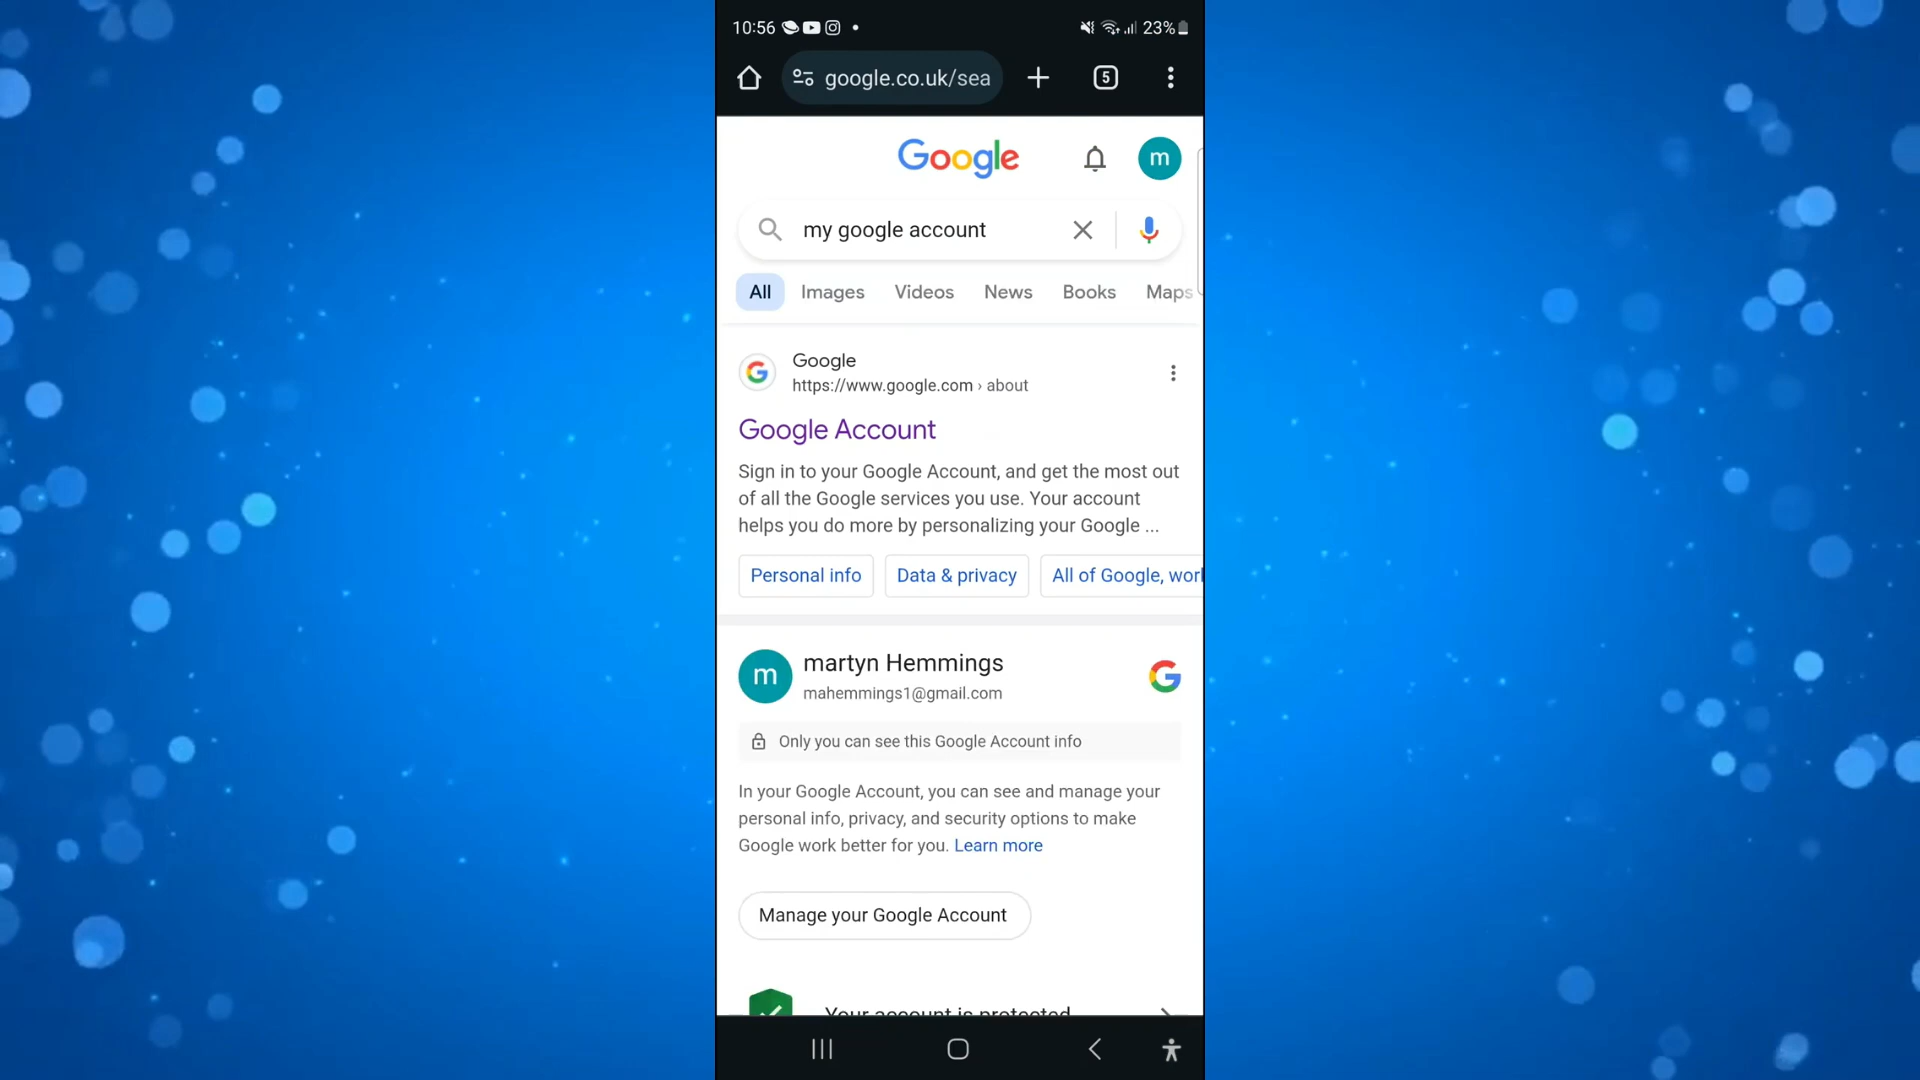 10:56
23%
google.co.uk/sea
5
Google
m
my google account
All Images Videos News Books Maps
Google
https://www.google.com › about
Google Account
Sign in to your Google Account, and get the most out
of all the Google services you use. Your account
helps you do more by personalizing your Google ...
Personal info
Data & privacy
All of Google, worl
m
martyn Hemmings
mahemmings1@gmail.com
Only you can see this Google Account info
In your Google Account, you can see and manage your
personal info, privacy, and security options to make
Google work better for you. Learn more
Manage your Google Account
Your account is protected